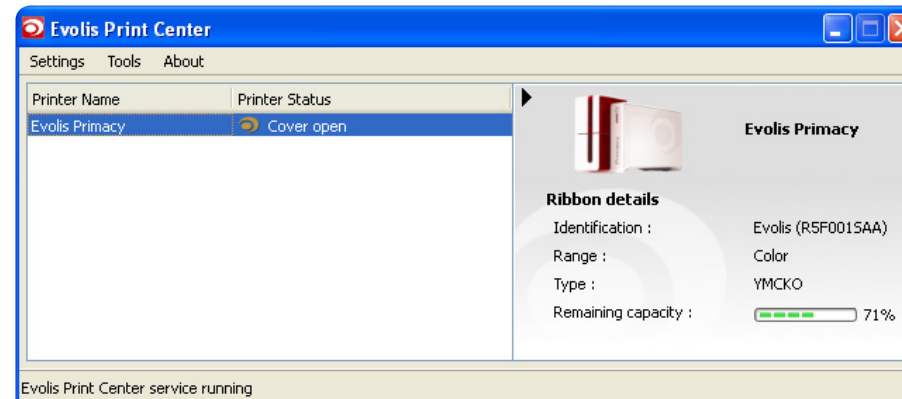 Evolis Print Center
Settings Tools About
Printer Name Printer Status
Evolis Primacy Cover open
Evolis Primacy
Ribbon details
Identification : Evolis (R5F001SAA)
Range : Color
Type : YMCKO
Remaining capacity : 71%
Evolis Print Center service running